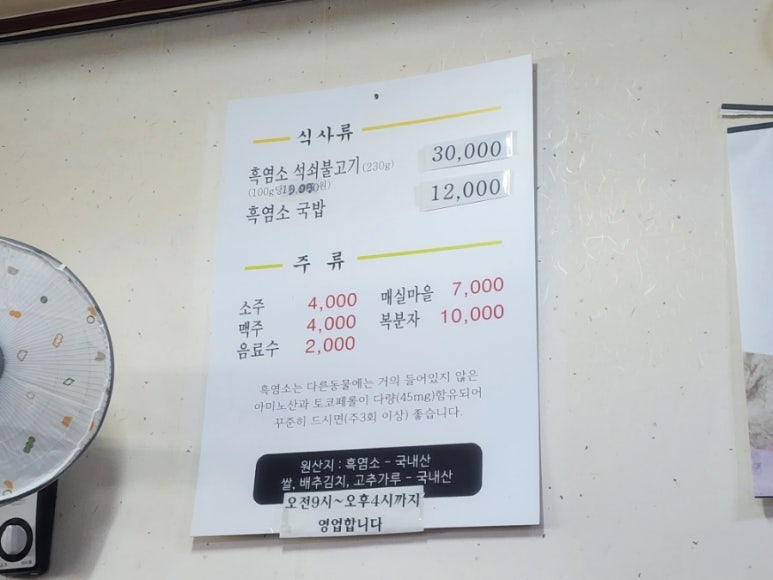 식사류
흑염소 석쇠불고기 (230g) 30,000
(100g당 원)
흑염소 국밥 12,000
주 류
소주 4,000 매실마을 7,000
맥주 4,000 복분자 10,000
음료수 2,000
흑염소는 다른동물에는 거의 들어있지 않은
아미노산과 토코페롤이 다량(45mg)함유되어
꾸준히 드시면(주3회 이상) 좋습니다.
원산지 : 흑염소 - 국내산
쌀, 배추김치, 고추가루 - 국내산
오전9시~오후4시까지
영업합니다